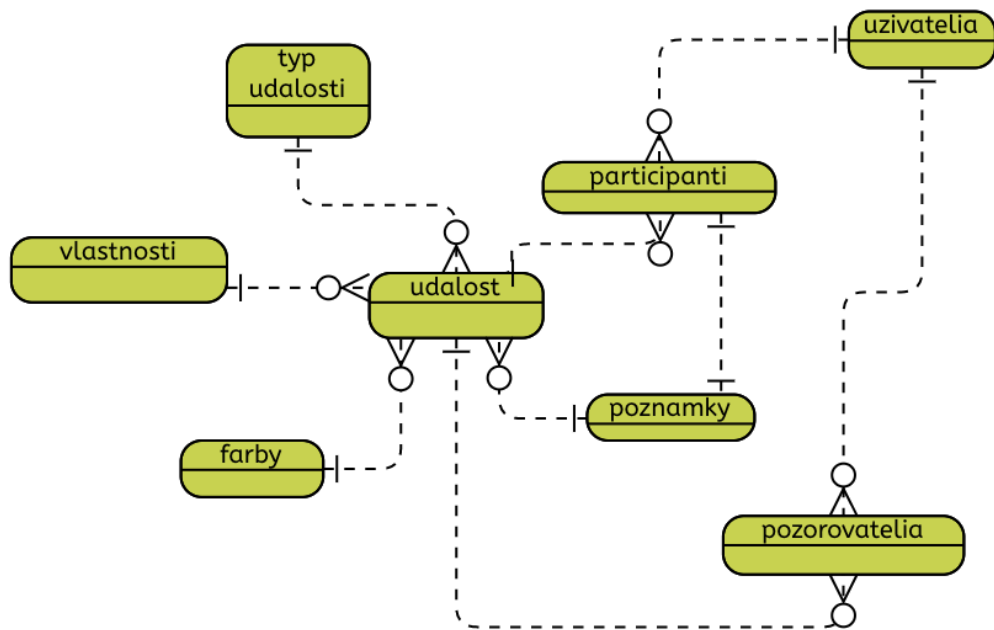 uzivatelia
typ
udalosti
participanti
vlastnosti
udalost
poznamky
farby
pozorovatelia